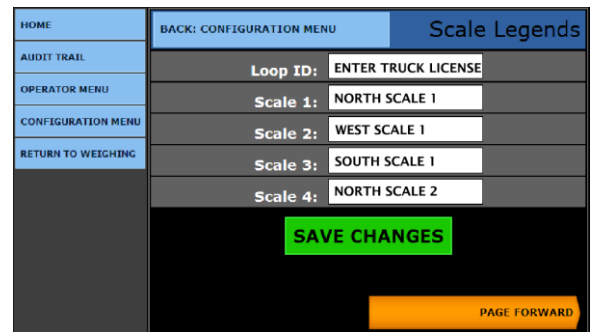 HOME
AUDIT TRAIL
OPERATOR MENU
CONFIGURATION MENU
RETURN TO WEIGHING
BACK: CONFIGURATION MENU
Scale Legends
Loop ID: ENTER TRUCK LICENSE
Scale 1: NORTH SCALE 1
Scale 2: WEST SCALE 1
Scale 3: SOUTH SCALE 1
Scale 4: NORTH SCALE 2
SAVE CHANGES
PAGE FORWARD